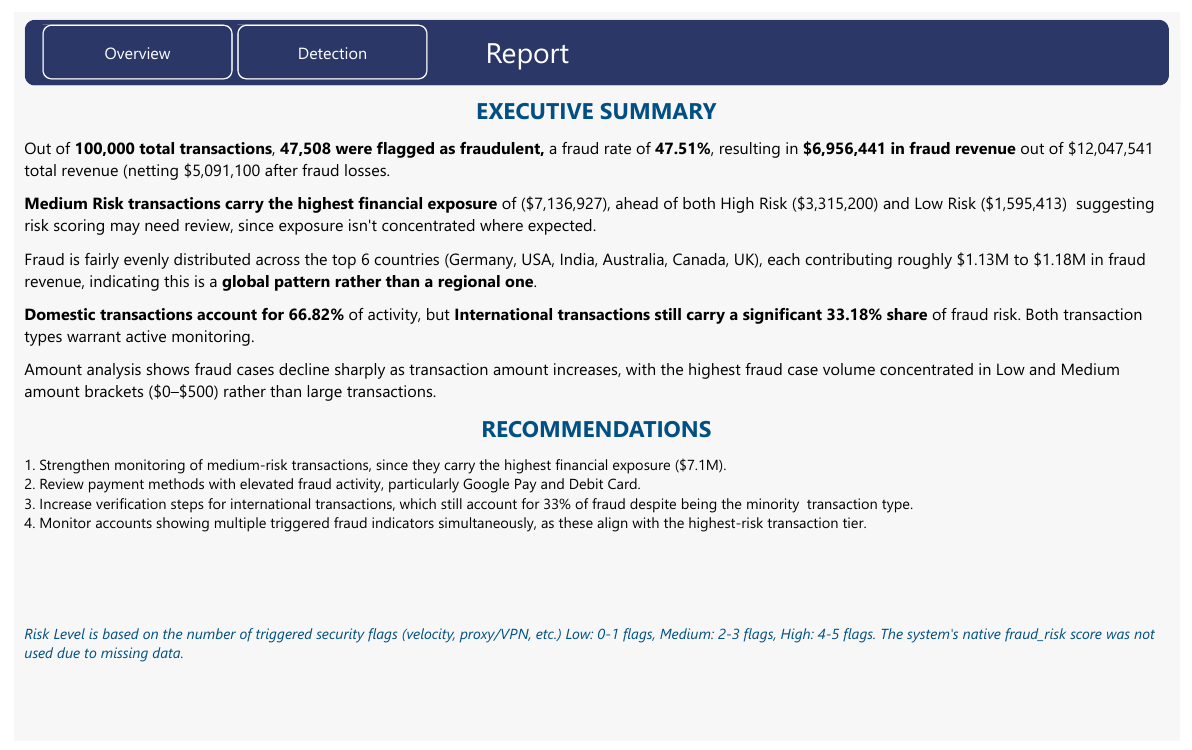 Overview
Detection
Report
EXECUTIVE SUMMARY
Out of 100,000 total transactions, 47,508 were flagged as fraudulent, a fraud rate of 47.51%, resulting in $6,956,441 in fraud revenue out of $12,047,541
total revenue (netting $5,091,100 after fraud losses.
Medium Risk transactions carry the highest financial exposure of ($7,136,927), ahead of both High Risk ($3,315,200) and Low Risk ($1,595,413)  suggesting
risk scoring may need review, since exposure isn't concentrated where expected.
Fraud is fairly evenly distributed across the top 6 countries (Germany, USA, India, Australia, Canada, UK), each contributing roughly $1.13M to $1.18M in fraud
revenue, indicating this is a global pattern rather than a regional one.
Domestic transactions account for 66.82% of activity, but International transactions still carry a significant 33.18% share of fraud risk. Both transaction
types warrant active monitoring.
Amount analysis shows fraud cases decline sharply as transaction amount increases, with the highest fraud case volume concentrated in Low and Medium
amount brackets ($0–$500) rather than large transactions.
RECOMMENDATIONS
1. Strengthen monitoring of medium-risk transactions, since they carry the highest financial exposure ($7.1M).
2. Review payment methods with elevated fraud activity, particularly Google Pay and Debit Card.
3. Increase verification steps for international transactions, which still account for 33% of fraud despite being the minority  transaction type.
4. Monitor accounts showing multiple triggered fraud indicators simultaneously, as these align with the highest-risk transaction tier.
Risk Level is based on the number of triggered security flags (velocity, proxy/VPN, etc.) Low: 0-1 flags, Medium: 2-3 flags, High: 4-5 flags. The system's native fraud_risk score was not
used due to missing data.